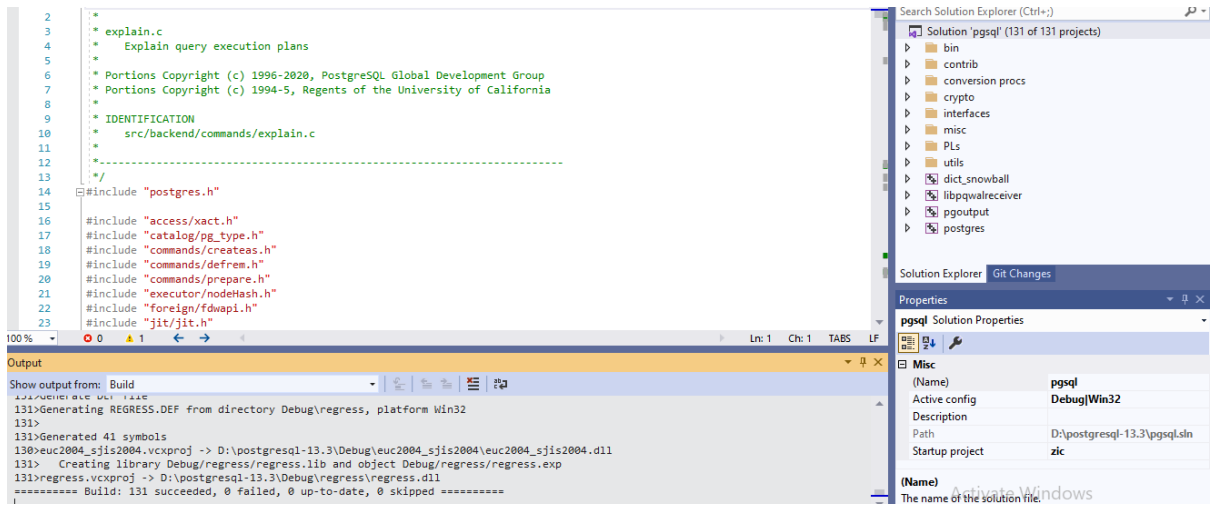 2 *
3 * explain.c
4 * Explain query execution plans
5 *
6 * Portions Copyright (c) 1996-2020, PostgreSQL Global Development Group
7 * Portions Copyright (c) 1994-5, Regents of the University of California
8 *
9 * IDENTIFICATION
10 * src/backend/commands/explain.c
11 *
12 *-------------------------------------------------------------------------
13 */
14 #include "postgres.h"
15
16 #include "access/xact.h"
17 #include "catalog/pg_type.h"
18 #include "commands/createas.h"
19 #include "commands/defrem.h"
20 #include "commands/prepare.h"
21 #include "executor/nodeHash.h"
22 #include "foreign/fdwapi.h"
23 #include "jit/jit.h"
100 % 0 1 Ln: 1 Ch: 1 TABS LF
Output
Show output from: Build
131>Generate DEF file
131>Generating REGRESS.DEF from directory Debug\regress, platform Win32
131>
131>Generated 41 symbols
130>euc2004_sjis2004.vcxproj -> D:\postgresql-13.3\Debug\euc2004_sjis2004\euc2004_sjis2004.dll
131> Creating library Debug/regress/regress.lib and object Debug/regress/regress.exp
131>regress.vcxproj -> D:\postgresql-13.3\Debug\regress\regress.dll
========== Build: 131 succeeded, 0 failed, 0 up-to-date, 0 skipped ==========
Search Solution Explorer (Ctrl+;)
Solution 'pgsql' (131 of 131 projects)
bin
contrib
conversion procs
crypto
interfaces
misc
PLs
utils
dict_snowball
libpqwalreceiver
pgoutput
postgres
Solution Explorer Git Changes
Properties
pgsql Solution Properties
Misc
(Name) pgsql
Active config Debug|Win32
Description
Path D:\postgresql-13.3\pgsql.sln
Startup project zic
(Name)
The name of the solution file.
Activate Windows